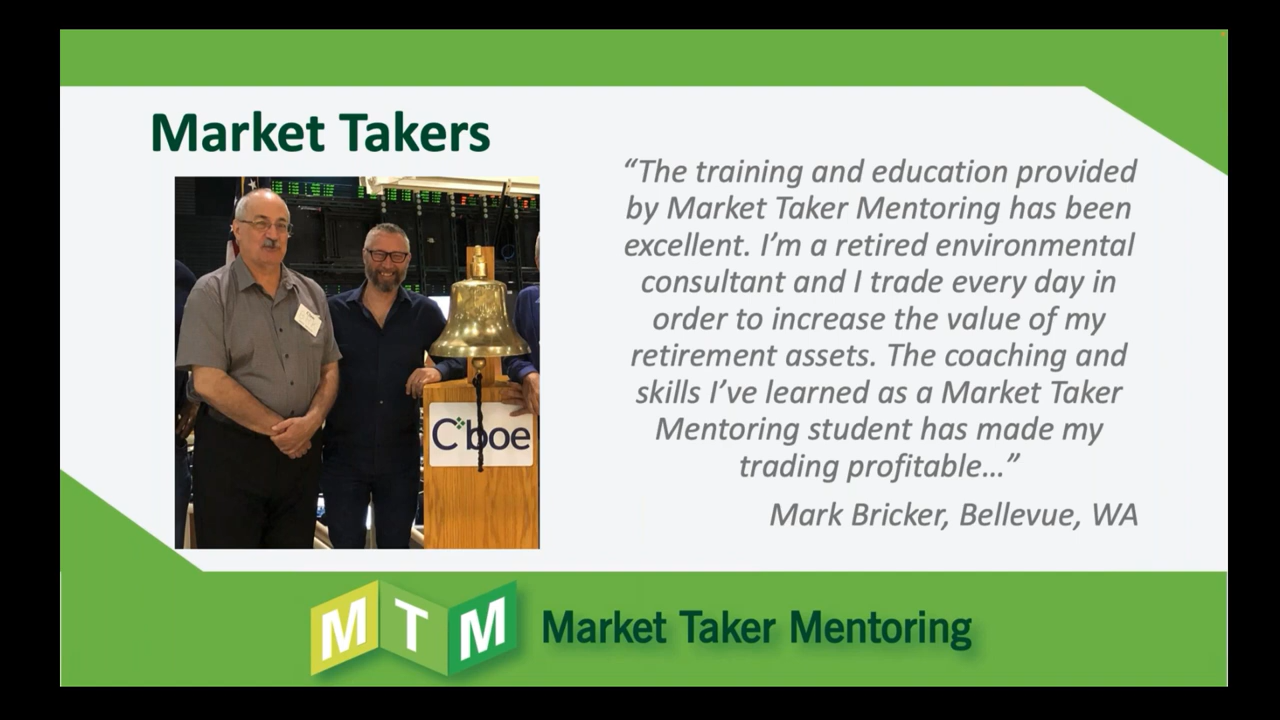 Market Takers
“The training and education provided
by Market Taker Mentoring has been
excellent. I’m a retired environmental
consultant and I trade every day in
order to increase the value of my
retirement assets. The coaching and
skills I’ve learned as a Market Taker
Mentoring student has made my
trading profitable…”
Mark Bricker, Bellevue, WA
Cboe
MTM Market Taker Mentoring